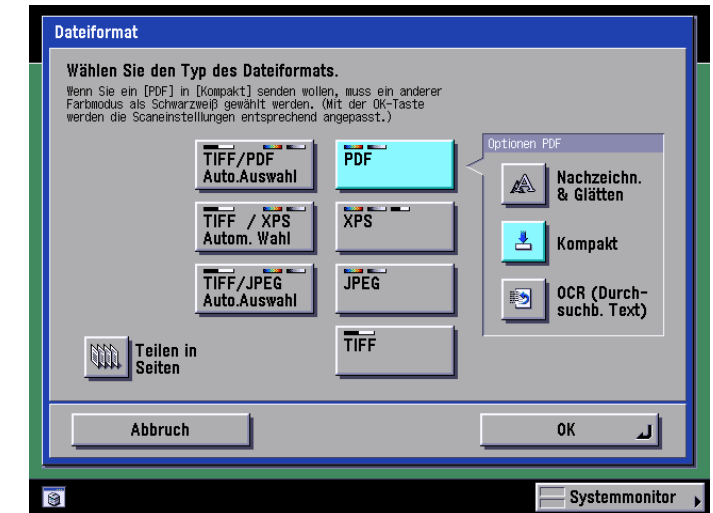 Dateiformat
Wählen Sie den Typ des Dateiformats.
Wenn Sie ein [PDF] in [Kompakt] senden wollen, muss ein anderer
Farbmodus als Schwarzweiß gewählt werden. (Mit der OK-Taste
werden die Scaneinstelllungen entsprechend angepasst.)
TIFF/PDF
Auto.Auswahl
PDF
TIFF / XPS
Autom. Wahl
XPS
TIFF/JPEG
Auto.Auswahl
JPEG
TIFF
Teilen in
Seiten
Optionen PDF
Nachzeichn.
& Glätten
Kompakt
OCR (Durch-
suchb. Text)
Abbruch
OK
Systemmonitor